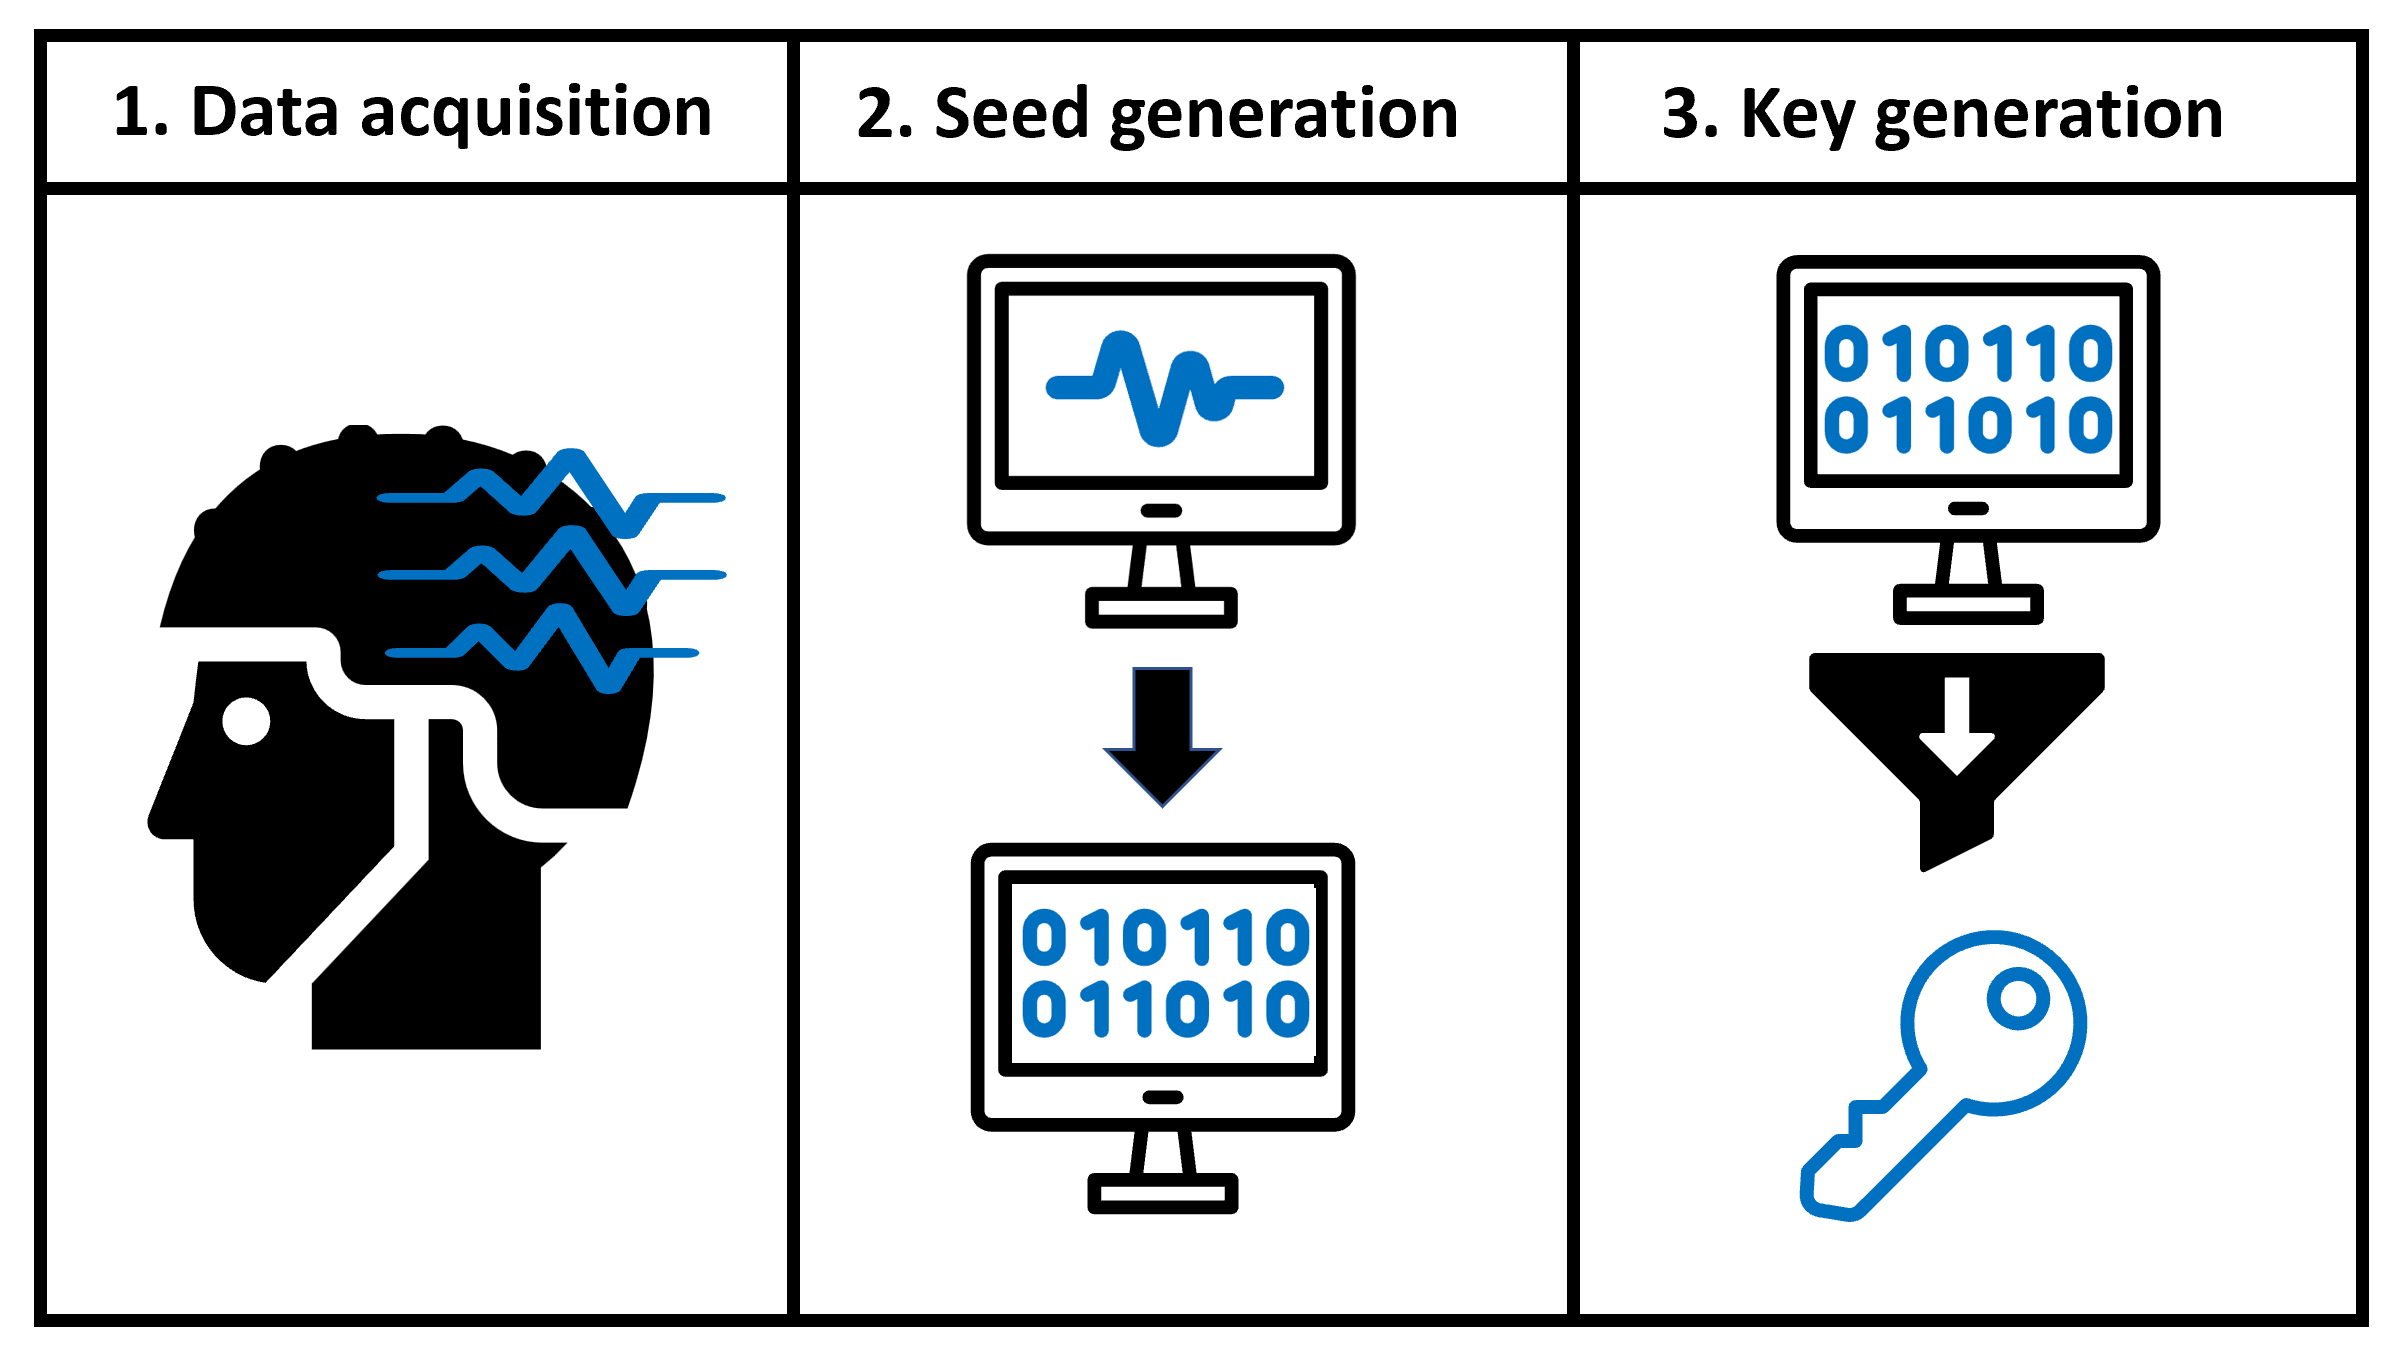 1. Data acquisition
2. Seed generation
3. Key generation
010110
011010
010110
011010